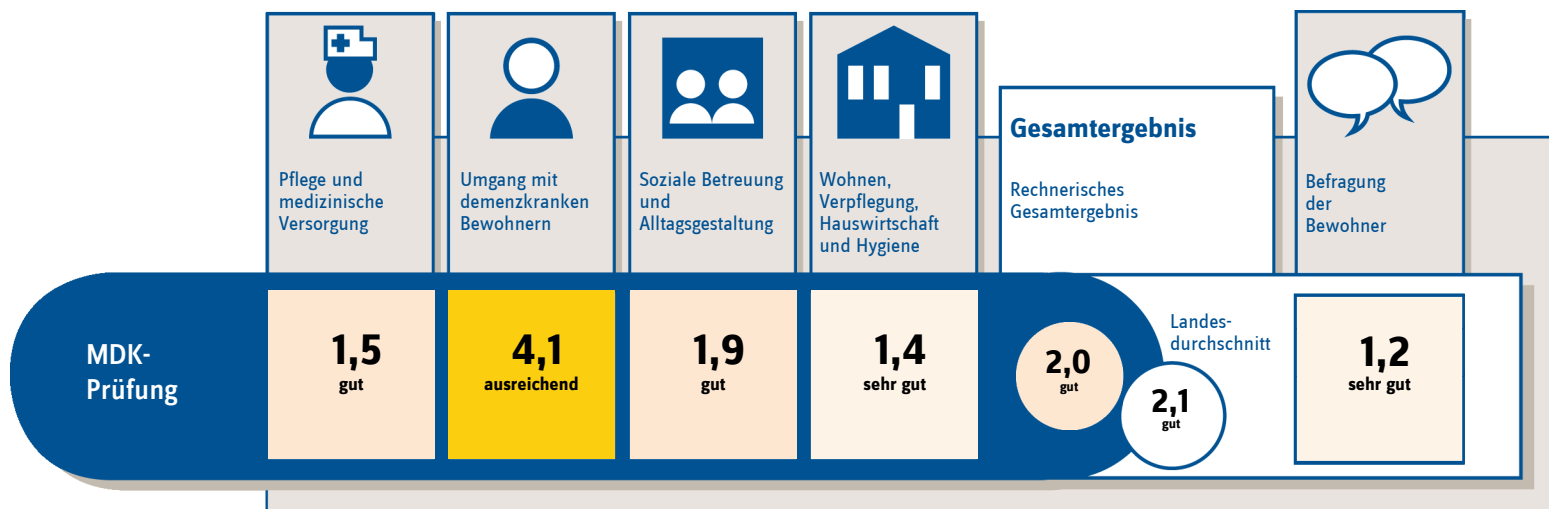 Pflege und
medizinische
Versorgung
Umgang mit
demenzkranken
Bewohnern
Soziale Betreuung
und
Alltagsgestaltung
Wohnen,
Verpflegung,
Hauswirtschaft
und Hygiene
Gesamtergebnis
Rechnerisches
Gesamtergebnis
Befragung
der
Bewohner
MDK-
Prüfung
1,5
gut
4,1
ausreichend
1,9
gut
1,4
sehr gut
2,0
gut
Landes-
durchschnitt
2,1
gut
1,2
sehr gut